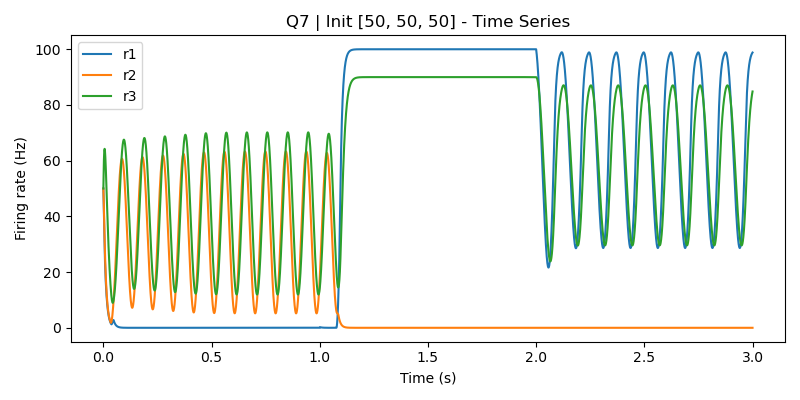 Q7 | Init [50, 50, 50] - Time Series
Firing rate (Hz)
100
80
60
40
20
0
r1
r2
r3
0.0 0.5 1.0 1.5 2.0 2.5 3.0
Time (s)